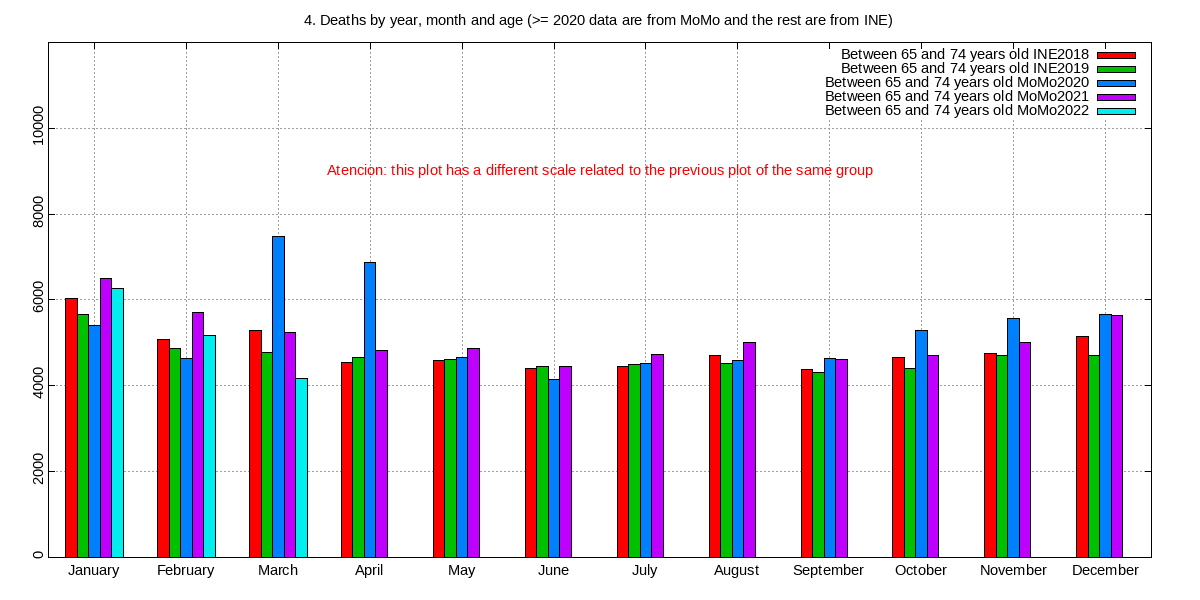 4. Deaths by year, month and age (>= 2020 data are from MoMo and the rest are from INE)
Between 65 and 74 years old INE2018
Between 65 and 74 years old INE2019
Between 65 and 74 years old MoMo2020
Between 65 and 74 years old MoMo2021
Between 65 and 74 years old MoMo2022
Atencion: this plot has a different scale related to the previous plot of the same group
10000
8000
6000
4000
2000
0
January February March April May June July August September October November December